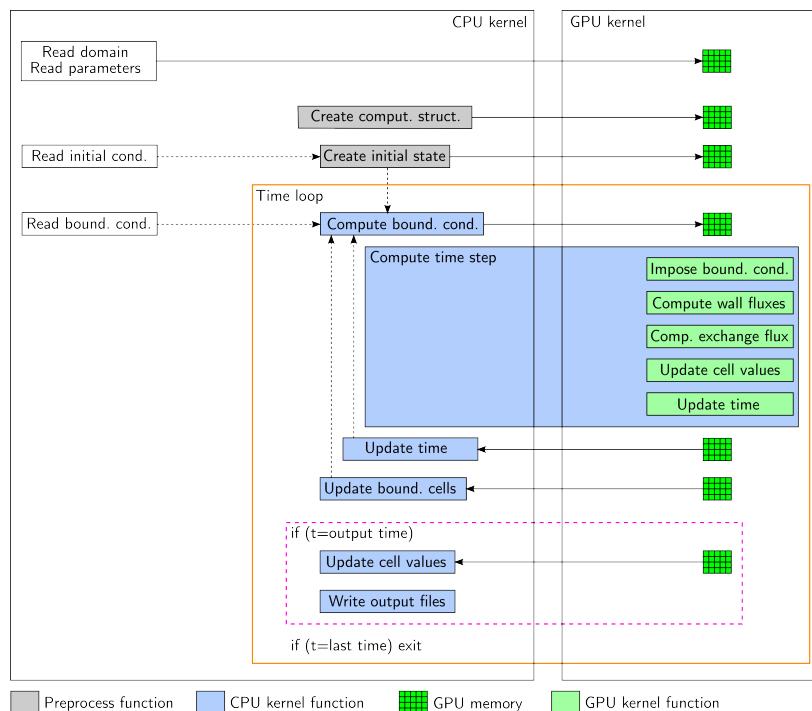 CPU kernel
GPU kernel
Read domain
Read parameters
Create comput. struct.
Read initial cond.
Create initial state
Time loop
Read bound. cond.
Compute bound. cond.
Compute time step
Impose bound. cond.
Compute wall fluxes
Comp. exchange flux
Update cell values
Update time
Update time
Update bound. cells
if (t=output time)
Update cell values
Write output files
if (t=last time) exit
Preprocess function
CPU kernel function
GPU memory
GPU kernel function